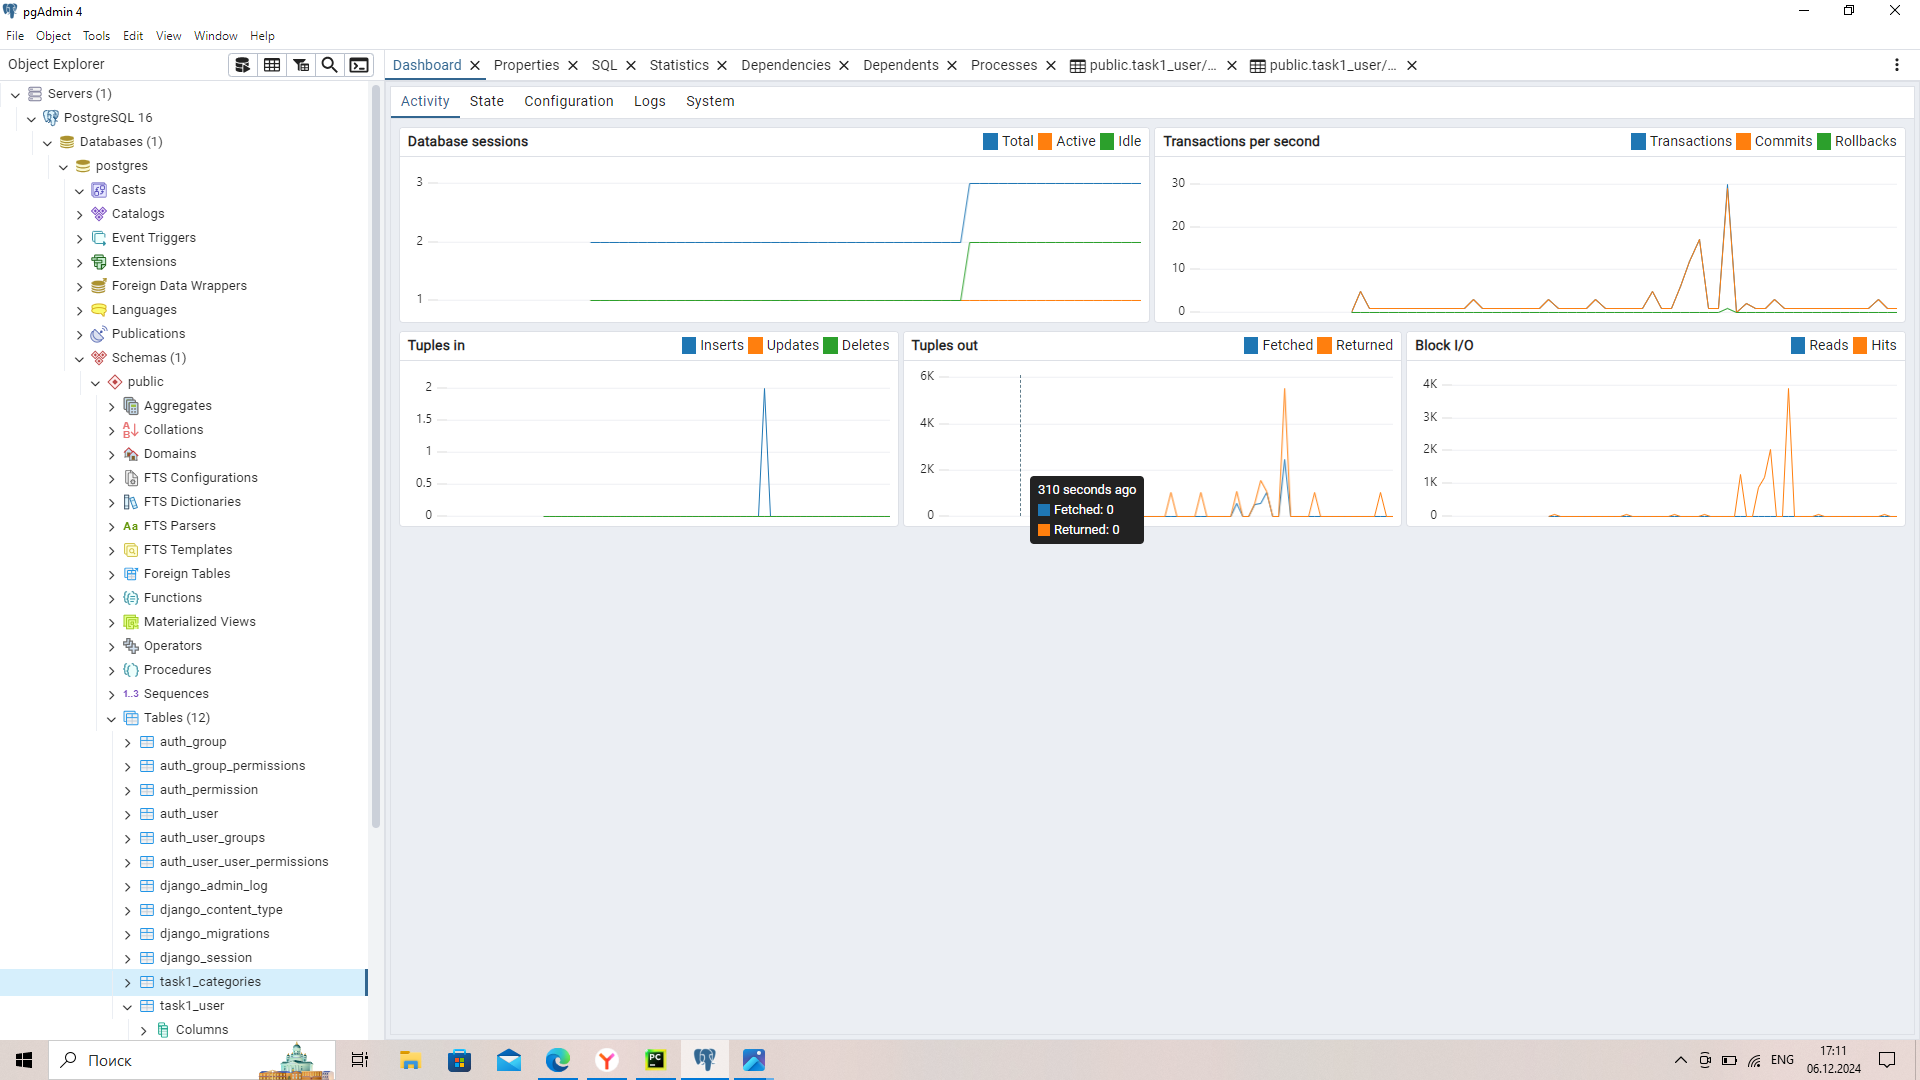 pgAdmin 4
File Object Tools Edit View Window Help
Object Explorer
Dashboard Properties SQL Statistics Dependencies Dependents Processes public.task1_user/... public.task1_user/...
Activity State Configuration Logs System
Servers (1)
PostgreSQL 16
Databases (1)
postgres
Casts
Catalogs
Event Triggers
Extensions
Foreign Data Wrappers
Languages
Publications
Schemas (1)
public
Aggregates
Collations
Domains
FTS Configurations
FTS Dictionaries
Aa FTS Parsers
FTS Templates
Foreign Tables
Functions
Materialized Views
Operators
Procedures
1..3 Sequences
Tables (12)
auth_group
auth_group_permissions
auth_permission
auth_user
auth_user_groups
auth_user_user_permissions
django_admin_log
django_content_type
django_migrations
django_session
task1_categories
task1_user
Columns
Database sessions Total Active Idle
3
2
1
Transactions per second Transactions Commits Rollbacks
30
20
10
0
Tuples in Inserts Updates Deletes
2
1.5
1
0.5
0
Tuples out Fetched Returned
6K
4K
2K
0
310 seconds ago
Fetched: 0
Returned: 0
Block I/O Reads Hits
4K
3K
2K
1K
0
Поиск
PC
ENG
17:11
06.12.2024